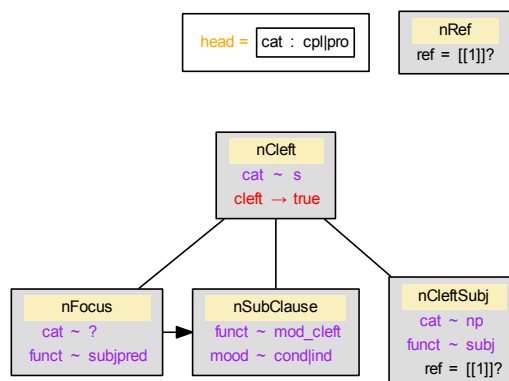 head = cat : cpl|pro
nRef
ref = [[1]]?
nCleft
cat ~ s
cleft → true
nFocus
cat ~ ?
funct ~ subjpred
nSubClause
funct ~ mod_cleft
mood ~ cond|ind
nCleftSubj
cat ~ np
funct ~ subj
ref = [[1]]?